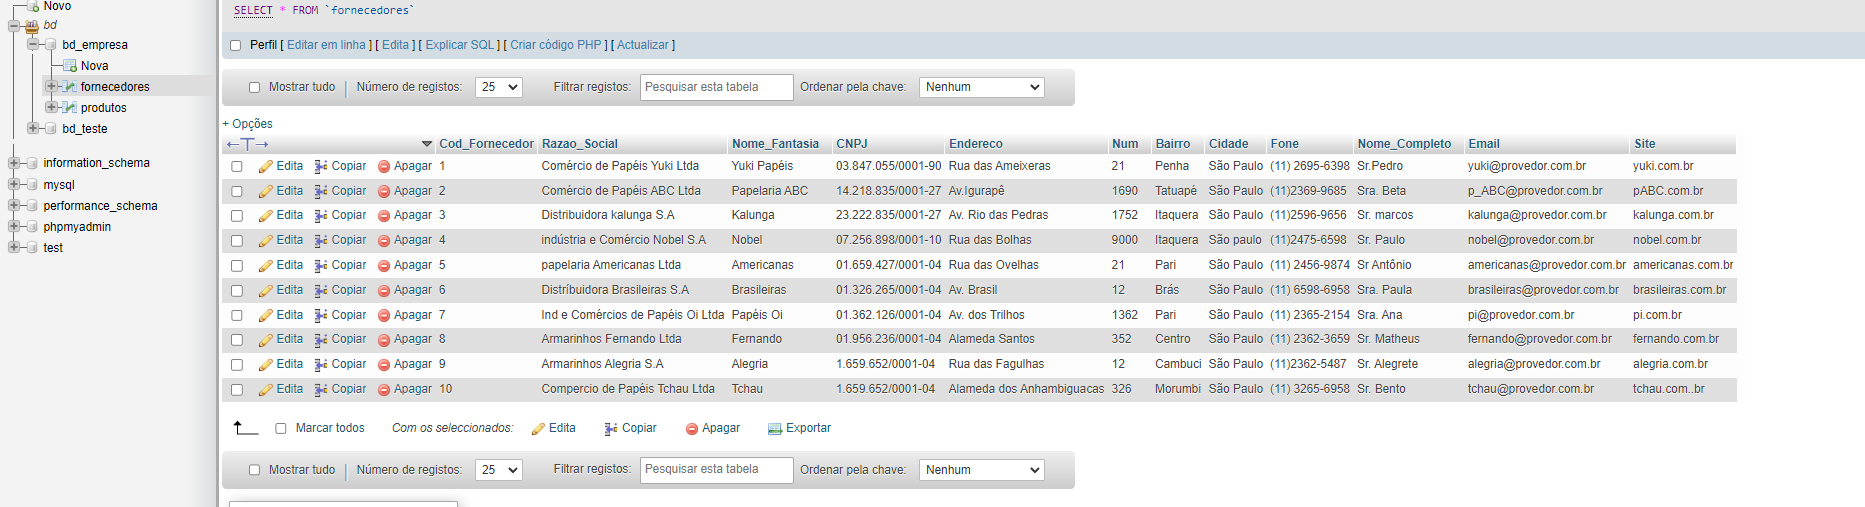 Novo
bd
bd_empresa
Nova
fornecedores
produtos
bd_teste
information_schema
mysql
performance_schema
phpmyadmin
test
SELECT * FROM `fornecedores`
Perfil [ Editar em linha ] [ Edita ] [ Explicar SQL ] [ Criar código PHP ] [ Actualizar ]
Mostrar tudo | Número de registos: 25 Filtrar registos: Pesquisar esta tabela Ordenar pela chave: Nenhum
+ Opções
←T→ Cod_Fornecedor Razao_Social Nome_Fantasia CNPJ Endereco Num Bairro Cidade Fone Nome_Completo Email Site
Edita Copiar Apagar 1 Comércio de Papéis Yuki Ltda Yuki Papéis 03.847.055/0001-90 Rua das Ameixeras 21 Penha São Paulo (11) 2695-6398 Sr.Pedro yuki@provedor.com.br yuki.com.br
Edita Copiar Apagar 2 Comércio de Papéis ABC Ltda Papelaria ABC 14.218.835/0001-27 Av.Igurapê 1690 Tatuapé São Paulo (11)2369-9685 Sra. Beta p_ABC@provedor.com.br pABC.com.br
Edita Copiar Apagar 3 Distribuidora kalunga S.A Kalunga 23.222.835/0001-27 Av. Rio das Pedras 1752 Itaquera São Paulo (11)2596-9656 Sr. marcos kalunga@provedor.com.br kalunga.com.br
Edita Copiar Apagar 4 indústria e Comércio Nobel S.A Nobel 07.256.898/0001-10 Rua das Bolhas 9000 Itaquera São paulo (11)2475-6598 Sr. Paulo nobel@provedor.com.br nobel.com.br
Edita Copiar Apagar 5 papelaria Americanas Ltda Americanas 01.659.427/0001-04 Rua das Ovelhas 21 Pari São Paulo (11) 2456-9874 Sr Antônio americanas@provedor.com.br americanas.com.br
Edita Copiar Apagar 6 Distríbuidora Brasileiras S.A Brasileiras 01.326.265/0001-04 Av. Brasil 12 Brás São Paulo (11) 6598-6958 Sra. Paula brasileiras@provedor.com.br brasileiras.com.br
Edita Copiar Apagar 7 Ind e Comércios de Papéis Oi Ltda Papéis Oi 01.362.126/0001-04 Av. dos Trilhos 1362 Pari São Paulo (11) 2365-2154 Sra. Ana pi@provedor.com.br pi.com.br
Edita Copiar Apagar 8 Armarinhos Fernando Ltda Fernando 01.956.236/0001-04 Alameda Santos 352 Centro São Paulo (11) 2362-3659 Sr. Matheus fernando@provedor.com.br fernando.com.br
Edita Copiar Apagar 9 Armarinhos Alegria S.A Alegria 1.659.652/0001-04 Rua das Fagulhas 12 Cambuci São Paulo (11)2362-5487 Sr. Alegrete alegria@provedor.com.br alegria.com.br
Edita Copiar Apagar 10 Compercio de Papéis Tchau Ltda Tchau 1.659.652/0001-04 Alameda dos Anhambiguacas 326 Morumbi São Paulo (11) 3265-6958 Sr. Bento tchau@provedor.com.br tchau.com..br
Marcar todos Com os seleccionados: Edita Copiar Apagar Exportar
Mostrar tudo | Número de registos: 25 Filtrar registos: Pesquisar esta tabela Ordenar pela chave: Nenhum